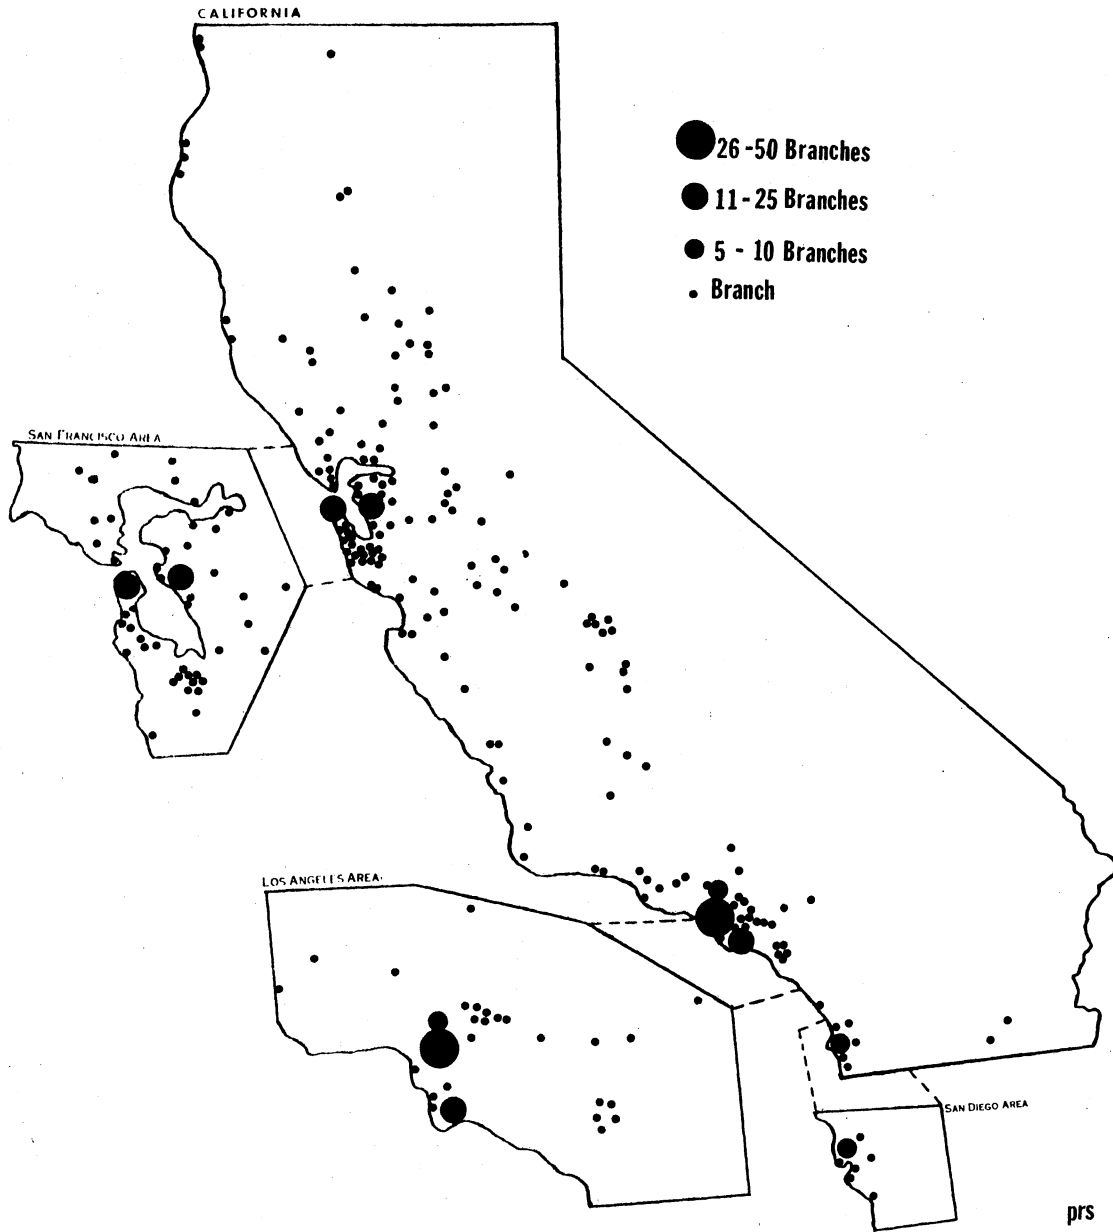 CALIFORNIA
26-50 Branches
11-25 Branches
5 - 10 Branches
Branch
SAN FRANCISCO AREA
LOS ANGELES AREA
SAN DIEGO AREA
prs